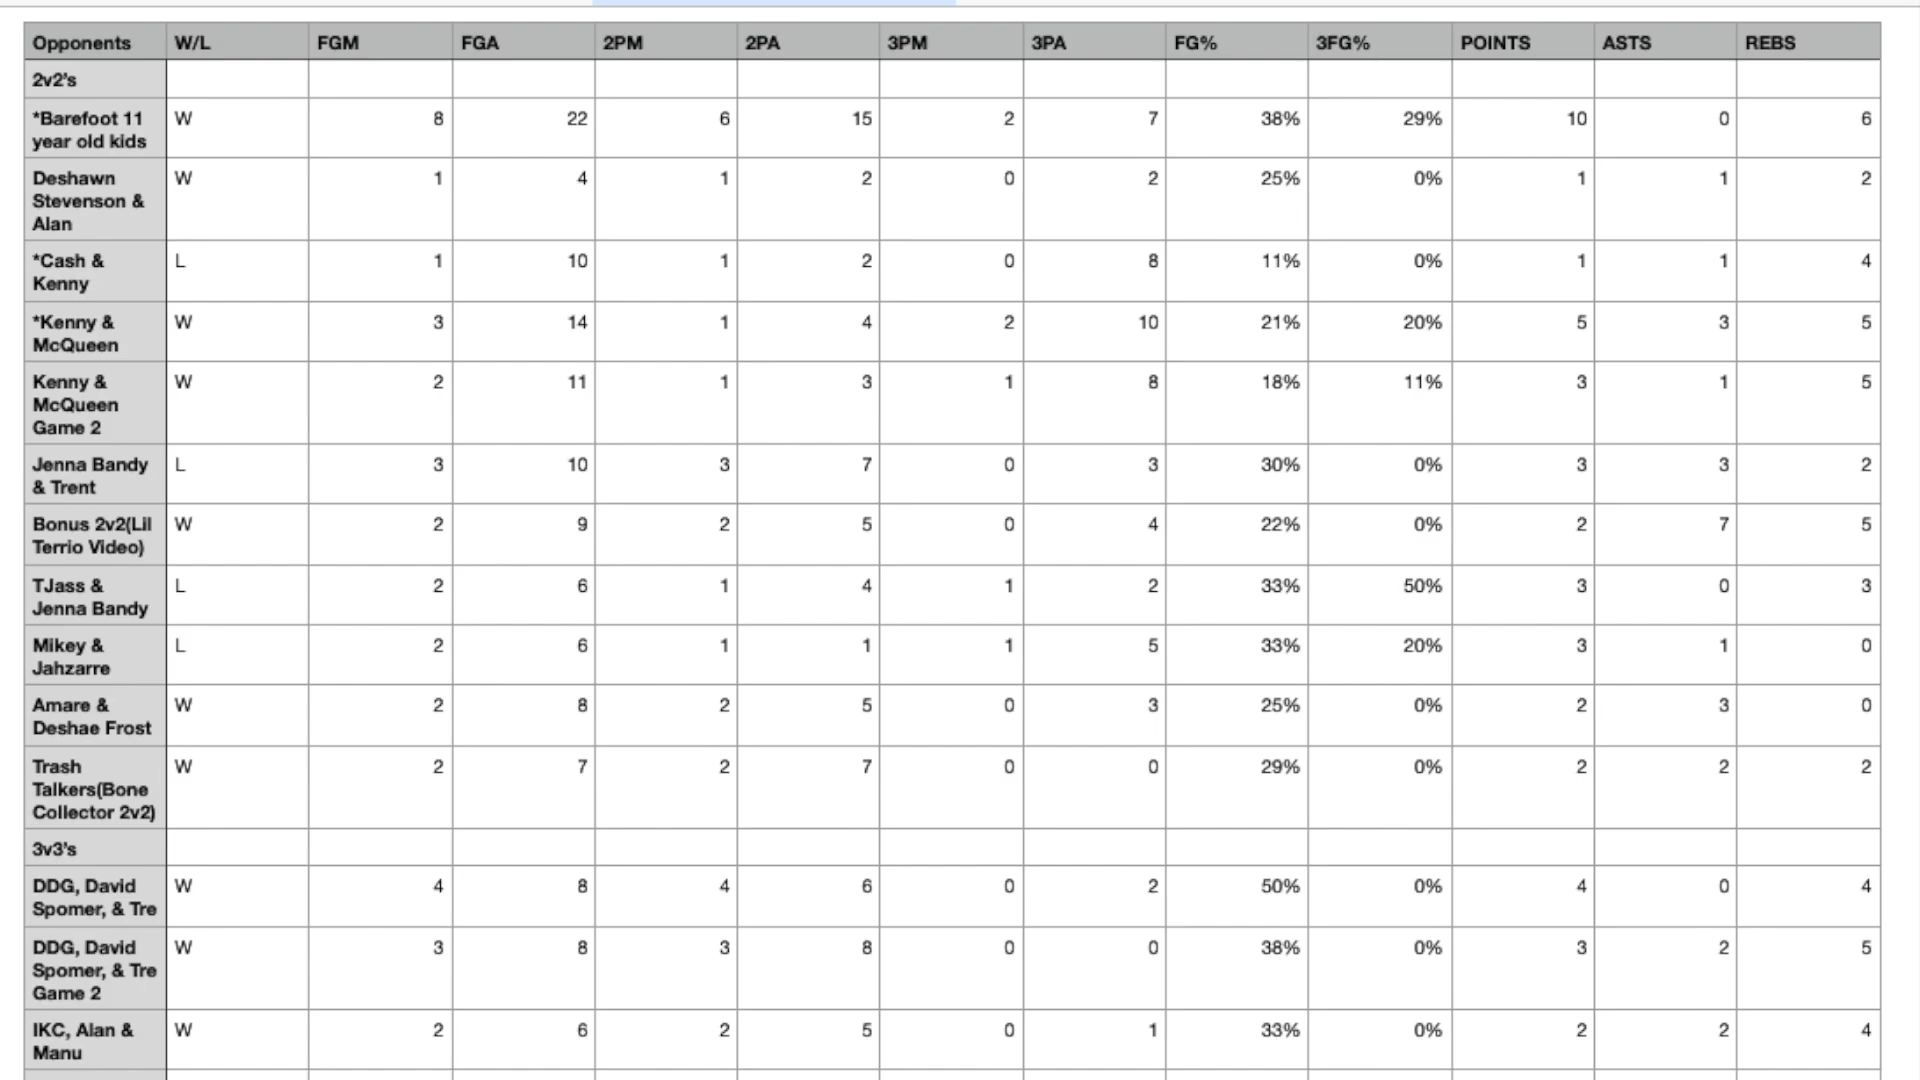 Opponents W/L FGM FGA 2PM 2PA 3PM 3PA FG% 3FG% POINTS ASTS REBS
2v2's
*Barefoot 11 W 8 22 6 15 2 7 38% 29% 10 0 6
year old kids
Deshawn W 1 4 1 2 0 2 25% 0% 1 1 2
Stevenson &
Alan
*Cash & L 1 10 1 2 0 8 11% 0% 1 1 4
Kenny
*Kenny & W 3 14 1 4 2 10 21% 20% 5 3 5
McQueen
Kenny & W 2 11 1 3 1 8 18% 11% 3 1 5
McQueen
Game 2
Jenna Bandy L 3 10 3 7 0 3 30% 0% 3 3 2
& Trent
Bonus 2v2(Lil W 2 9 2 5 0 4 22% 0% 2 7 5
Terrio Video)
TJass & L 2 6 1 4 1 2 33% 50% 3 0 3
Jenna Bandy
Mikey & L 2 6 1 1 1 5 33% 20% 3 1 0
Jahzarre
Amare & W 2 8 2 5 0 3 25% 0% 2 3 0
Deshae Frost
Trash W 2 7 2 7 0 0 29% 0% 2 2 2
Talkers(Bone
Collector 2v2)
3v3's
DDG, David W 4 8 4 6 0 2 50% 0% 4 0 4
Spomer, & Tre
DDG, David W 3 8 3 8 0 0 38% 0% 3 2 5
Spomer, & Tre
Game 2
IKC, Alan & W 2 6 2 5 0 1 33% 0% 2 2 4
Manu